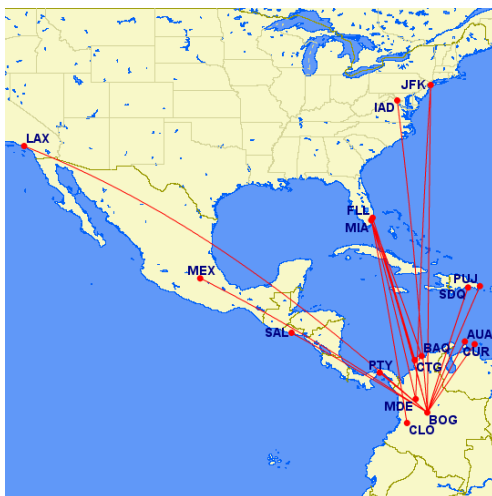 JFK
IAD
LAX
FLL
MIA
MEX
PUJ
SDQ
SAL
AUA
BAQ
CUR
PTY
CTG
MDE
BOG
CLO